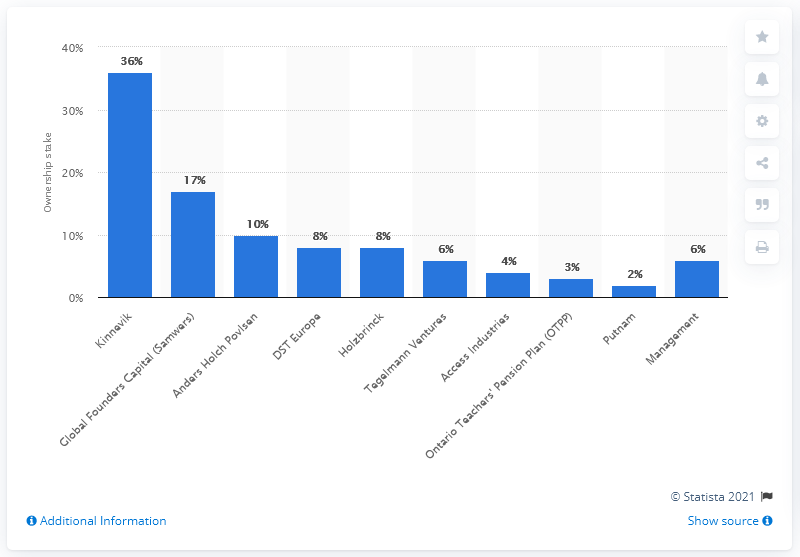 40%
30%
20%
10%
0%
Ownership stake
36%
17%
10%
8%
8%
6%
4%
3%
2%
6%
Kinnevik
Global Founders Capital (Samwers)
Anders Holch Povlsen
DST Europe
Holzbrinck
Tegelmann Ventures
Access Industries
Ontario Teachers' Pension Plan (OTPP)
Putnam
Management
© Statista 2021
Additional Information
Show source